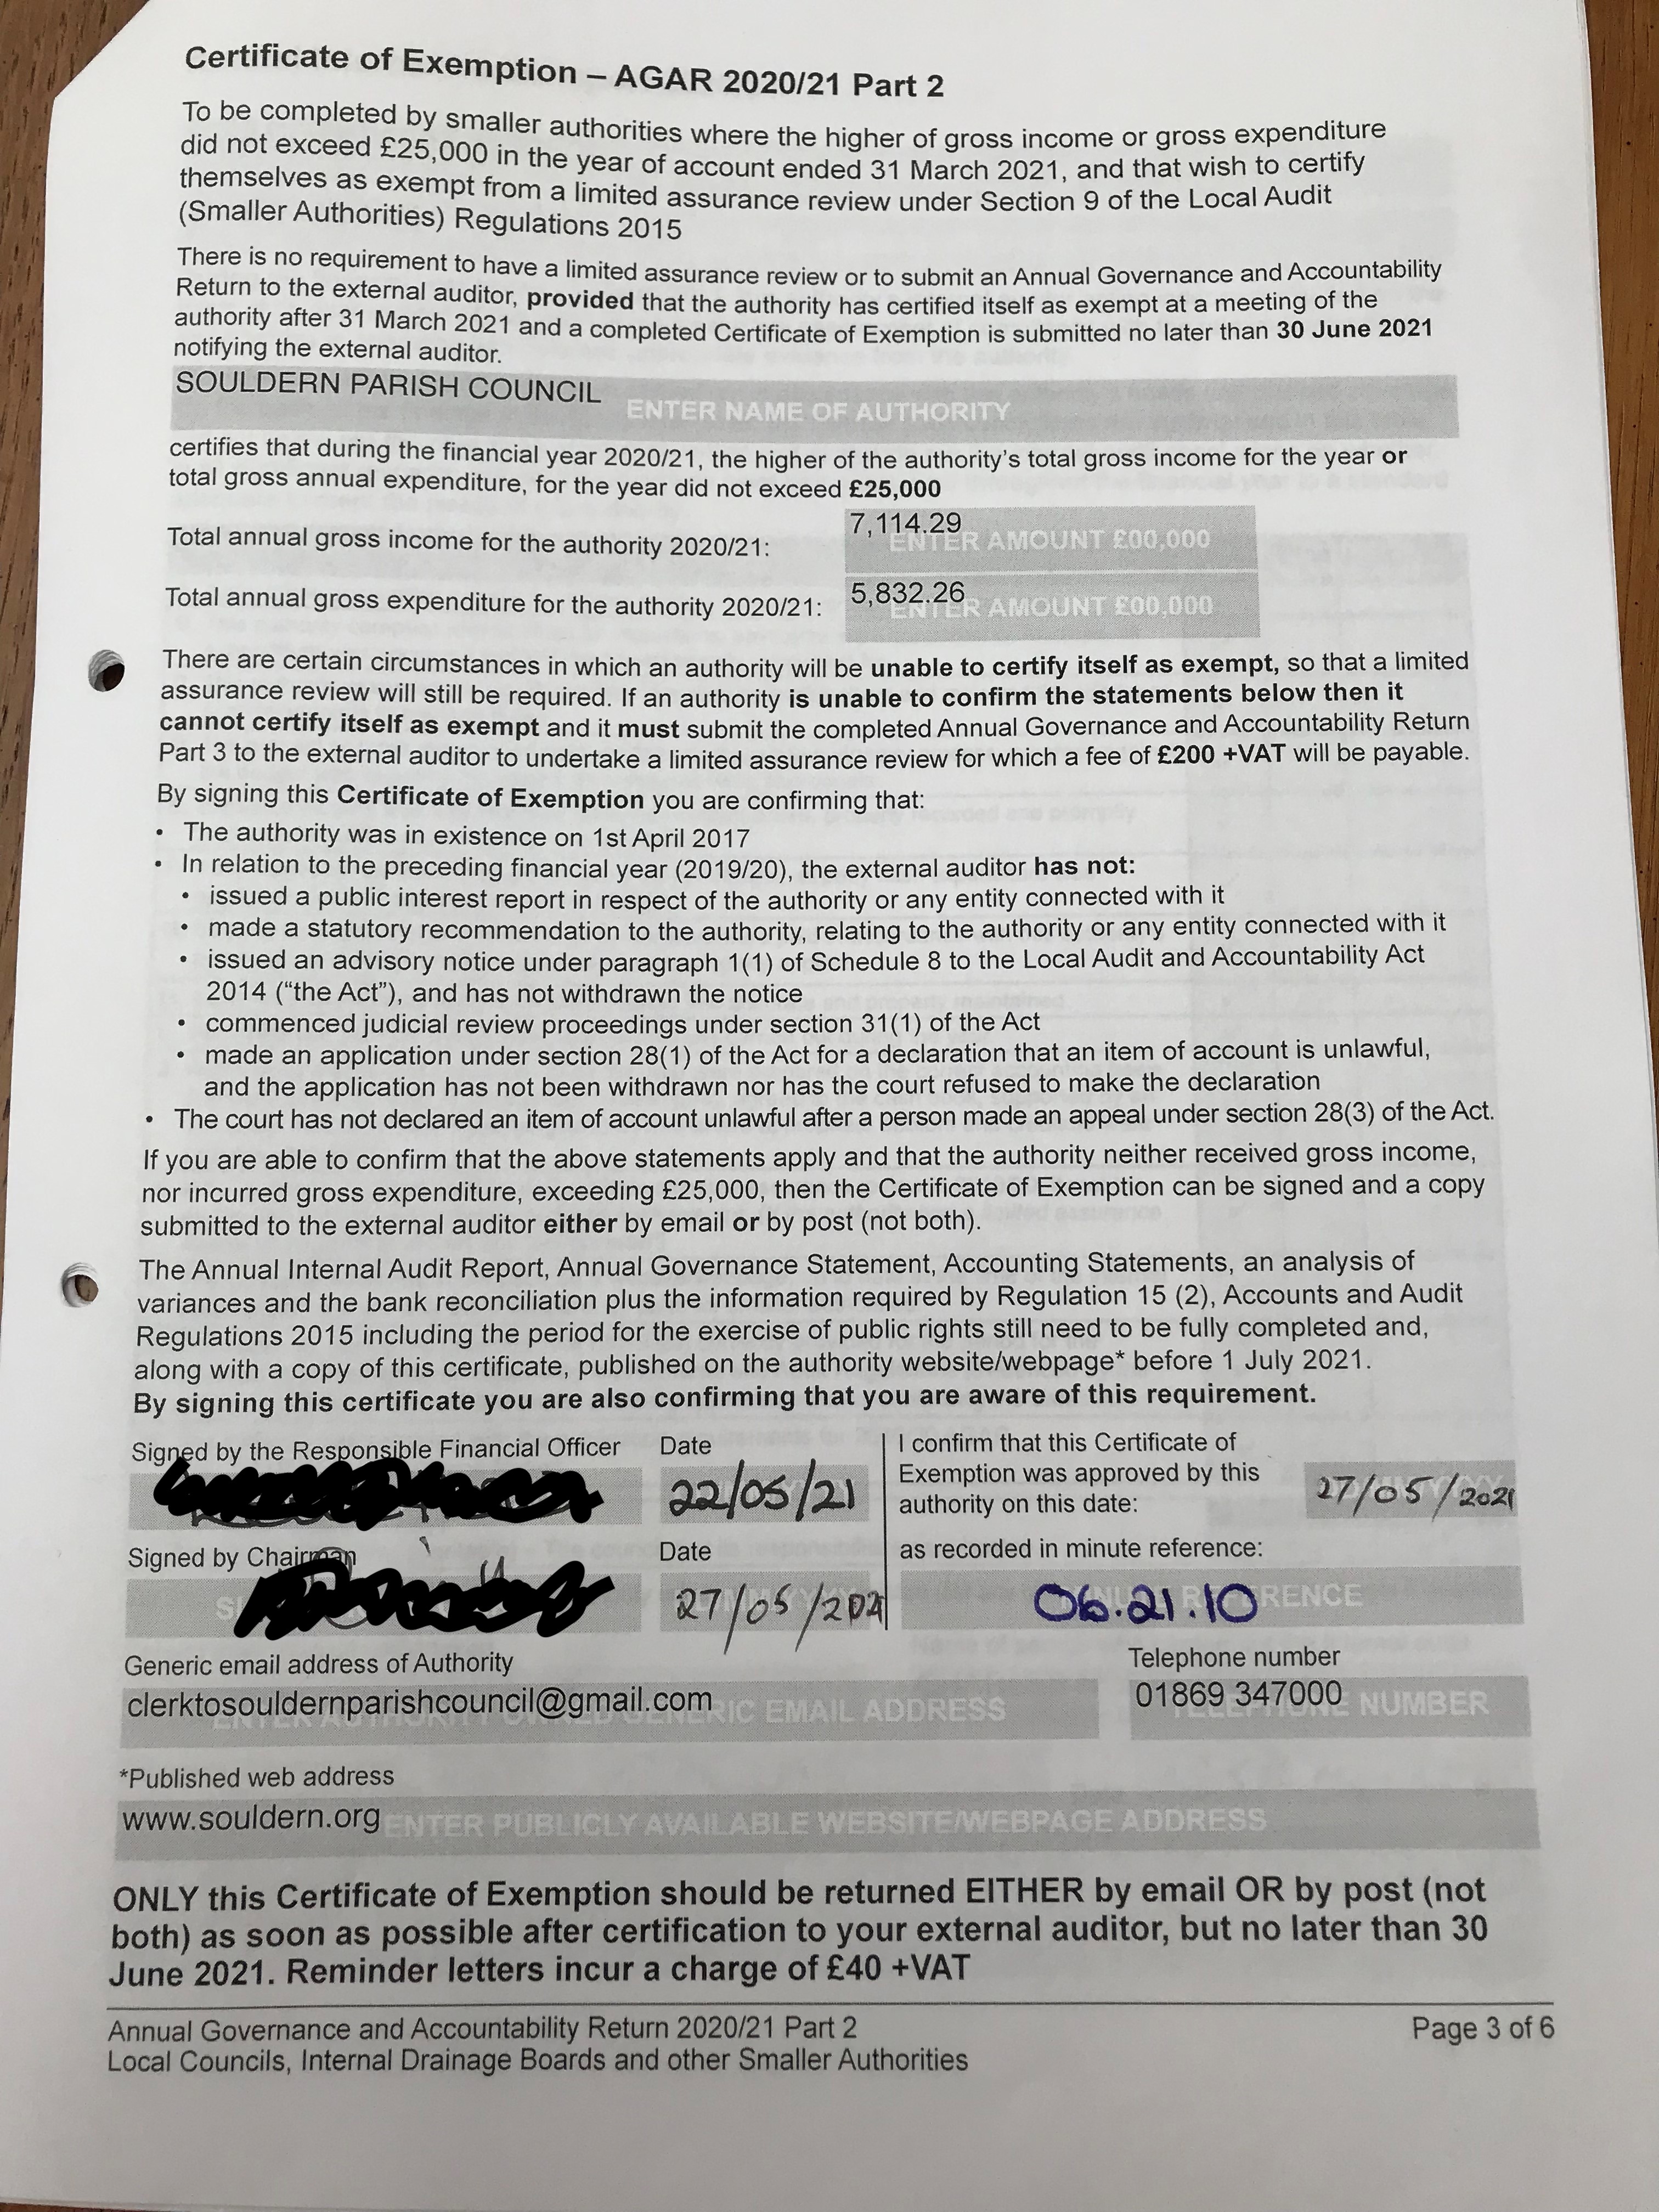 Certificate of Exemption – AGAR 2020/21 Part 2
To be completed by smaller authorities where the higher of gross income or gross expenditure
did not exceed £25,000 in the year of account ended 31 March 2021, and that wish to certify
themselves as exempt from a limited assurance review under Section 9 of the Local Audit
(Smaller Authorities) Regulations 2015
There is no requirement to have a limited assurance review or to submit an Annual Governance and Accountability
Return to the external auditor, provided that the authority has certified itself as exempt at a meeting of the
authority after 31 March 2021 and a completed Certificate of Exemption is submitted no later than 30 June 2021
notifying the external auditor.
SOULDERN PARISH COUNCIL
ENTER NAME OF AUTHORITY
certifies that during the financial year 2020/21, the higher of the authority's total gross income for the year or
total gross annual expenditure, for the year did not exceed £25,000
Total annual gross income for the authority 2020/21: 7,114.29 ENTER AMOUNT £00,000
Total annual gross expenditure for the authority 2020/21: 5,832.26 ENTER AMOUNT £00,000
There are certain circumstances in which an authority will be unable to certify itself as exempt, so that a limited
assurance review will still be required. If an authority is unable to confirm the statements below then it
cannot certify itself as exempt and it must submit the completed Annual Governance and Accountability Return
Part 3 to the external auditor to undertake a limited assurance review for which a fee of £200 +VAT will be payable.
By signing this Certificate of Exemption you are confirming that:
• The authority was in existence on 1st April 2017
• In relation to the preceding financial year (2019/20), the external auditor has not:
• issued a public interest report in respect of the authority or any entity connected with it
• made a statutory recommendation to the authority, relating to the authority or any entity connected with it
• issued an advisory notice under paragraph 1(1) of Schedule 8 to the Local Audit and Accountability Act
2014 ("the Act"), and has not withdrawn the notice
• commenced judicial review proceedings under section 31(1) of the Act
• made an application under section 28(1) of the Act for a declaration that an item of account is unlawful,
and the application has not been withdrawn nor has the court refused to make the declaration
• The court has not declared an item of account unlawful after a person made an appeal under section 28(3) of the Act.
If you are able to confirm that the above statements apply and that the authority neither received gross income,
nor incurred gross expenditure, exceeding £25,000, then the Certificate of Exemption can be signed and a copy
submitted to the external auditor either by email or by post (not both).
The Annual Internal Audit Report, Annual Governance Statement, Accounting Statements, an analysis of
variances and the bank reconciliation plus the information required by Regulation 15 (2), Accounts and Audit
Regulations 2015 including the period for the exercise of public rights still need to be fully completed and,
along with a copy of this certificate, published on the authority website/webpage* before 1 July 2021.
By signing this certificate you are also confirming that you are aware of this requirement.
Signed by the Responsible Financial Officer Date
22/05/21
I confirm that this Certificate of
Exemption was approved by this
authority on this date:
27/05/2021
Signed by Chairman Date
27/05/2021
as recorded in minute reference:
06.21.10
Generic email address of Authority
clerktosouldernparishcouncil@gmail.com
Telephone number
01869 347000
*Published web address
www.souldern.org ENTER PUBLICLY AVAILABLE WEBSITE/WEBPAGE ADDRESS
ONLY this Certificate of Exemption should be returned EITHER by email OR by post (not
both) as soon as possible after certification to your external auditor, but no later than 30
June 2021. Reminder letters incur a charge of £40 +VAT
Annual Governance and Accountability Return 2020/21 Part 2
Page 3 of 6
Local Councils, Internal Drainage Boards and other Smaller Authorities